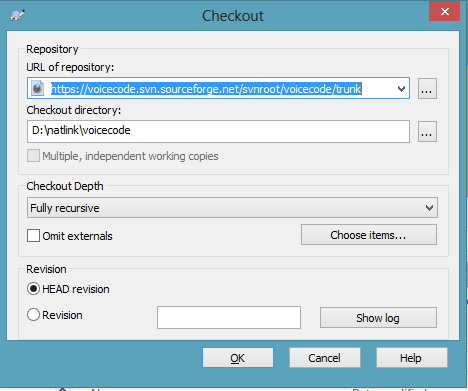 Checkout
Repository
URL of repository:
https://voicecode.svn.sourceforge.net/svnroot/voicecode/trunk
...
Checkout directory:
D:\natlink\voicecode
...
Multiple, independent working copies
Checkout Depth
Fully recursive
Omit externals
Choose items...
Revision
HEAD revision
Revision
Show log
OK
Cancel
Help